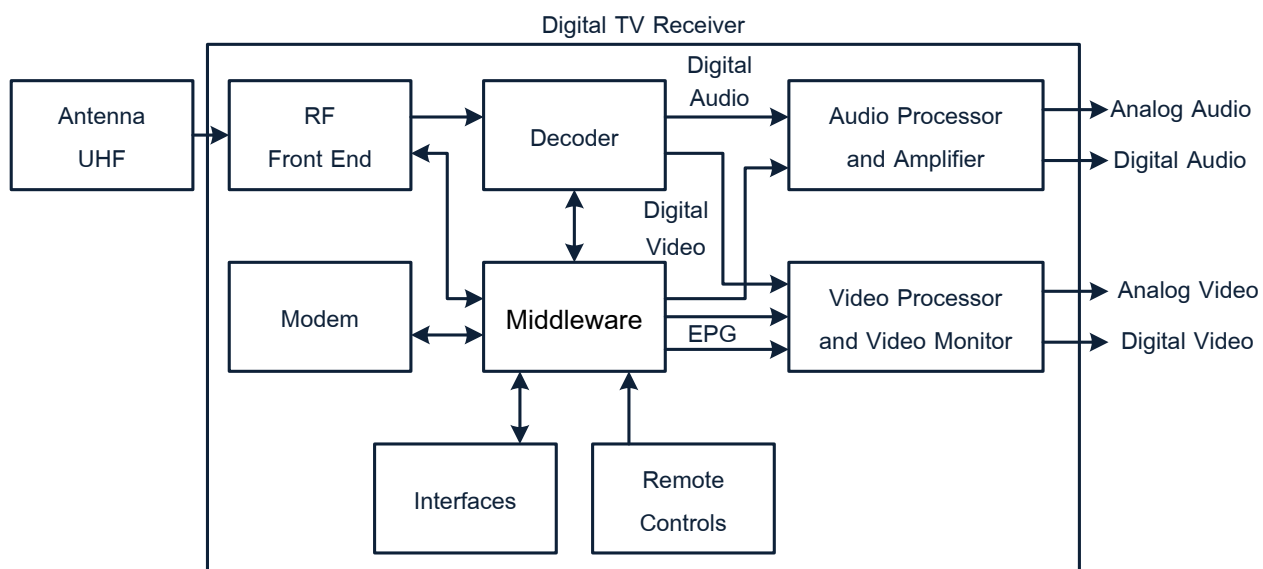 Digital TV Receiver
Antenna
UHF
RF
Front End
Decoder
Digital
Audio
Audio Processor
and Amplifier
Analog Audio
Digital Audio
Digital
Video
Modem
Middleware
EPG
Video Processor
and Video Monitor
Analog Video
Digital Video
Interfaces
Remote
Controls